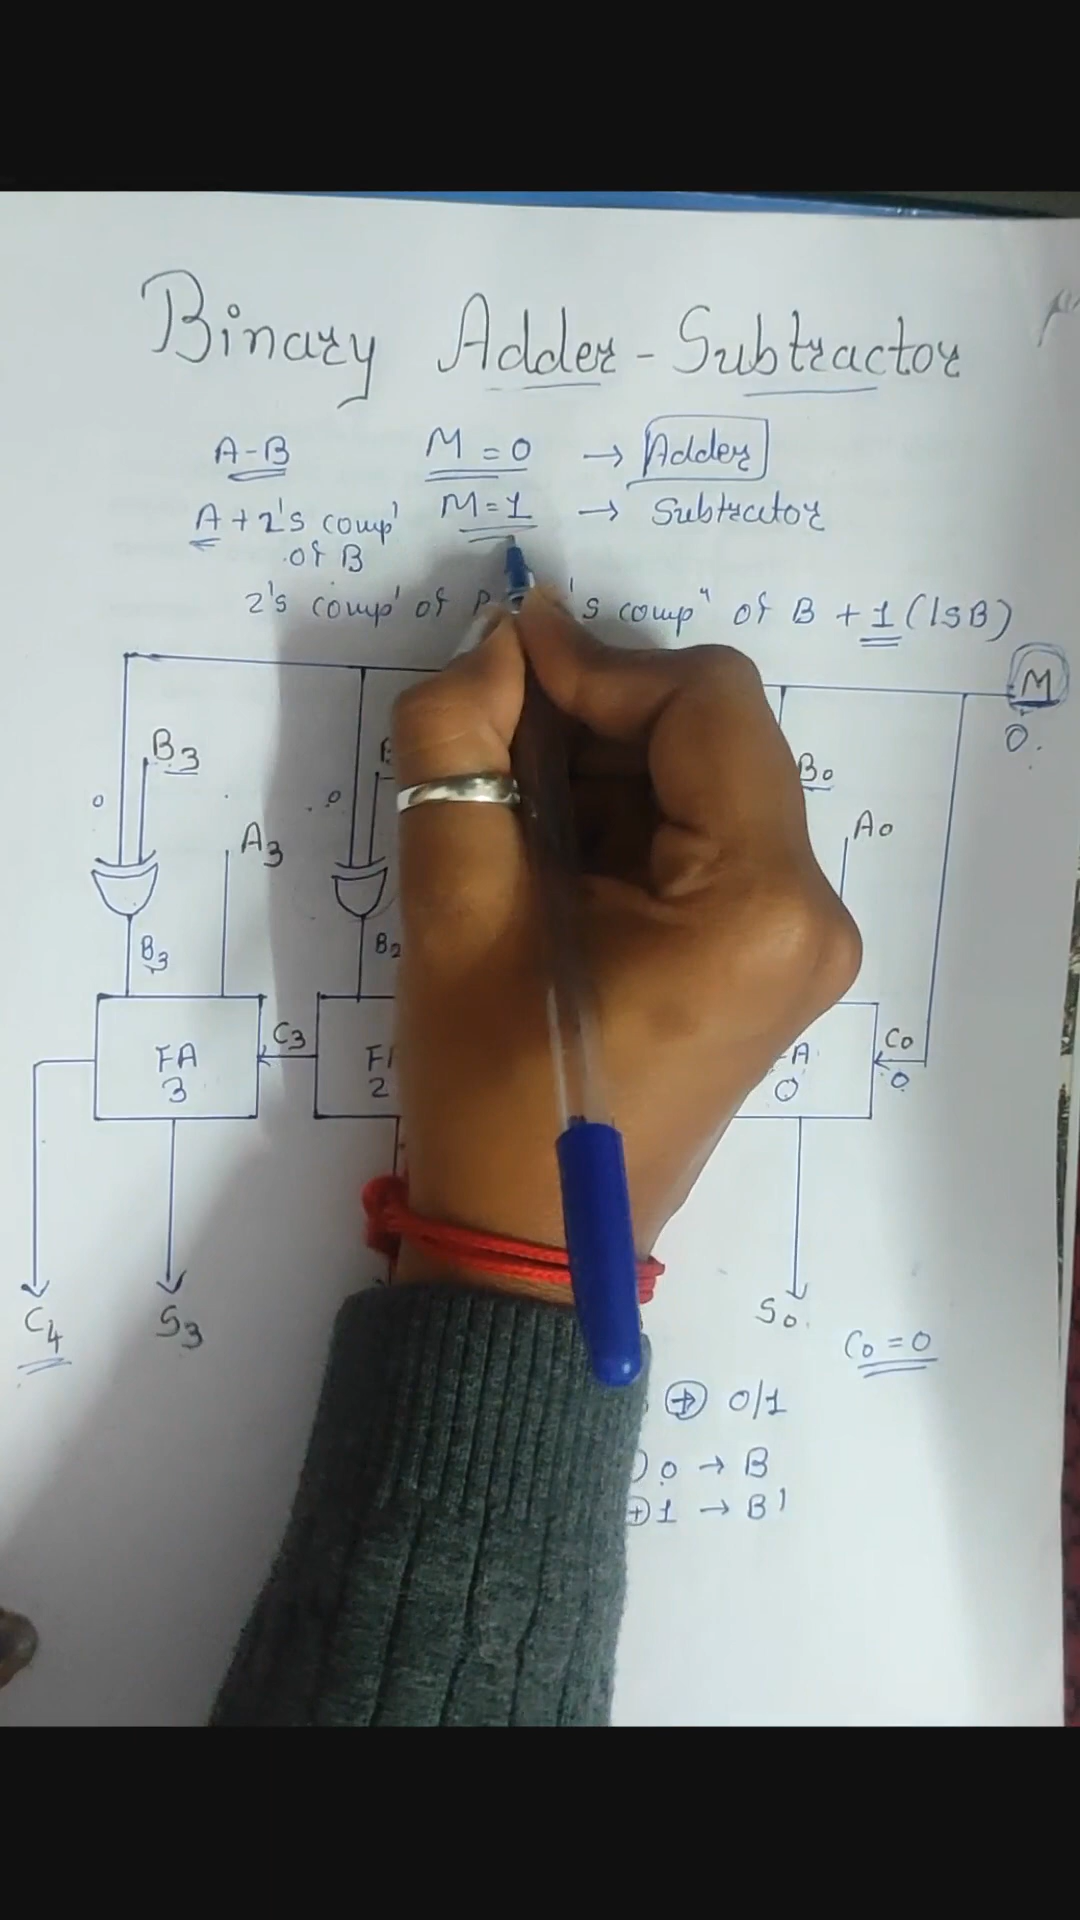 Binary Adder - Subtractor
A-B M=0 → Adder
A + 2's comp' M=1 → Subtrator
of B
2's comp' of 's comp" of B + 1 (LSB)
M
0.
B3 B0
0 0
A3 A0
B3 B2
C3 C0
FA FA
3 2 0 0
C4 S3 S0.
C0 = 0
⊕ 0/1
0 → B
⊕ 1 → B'